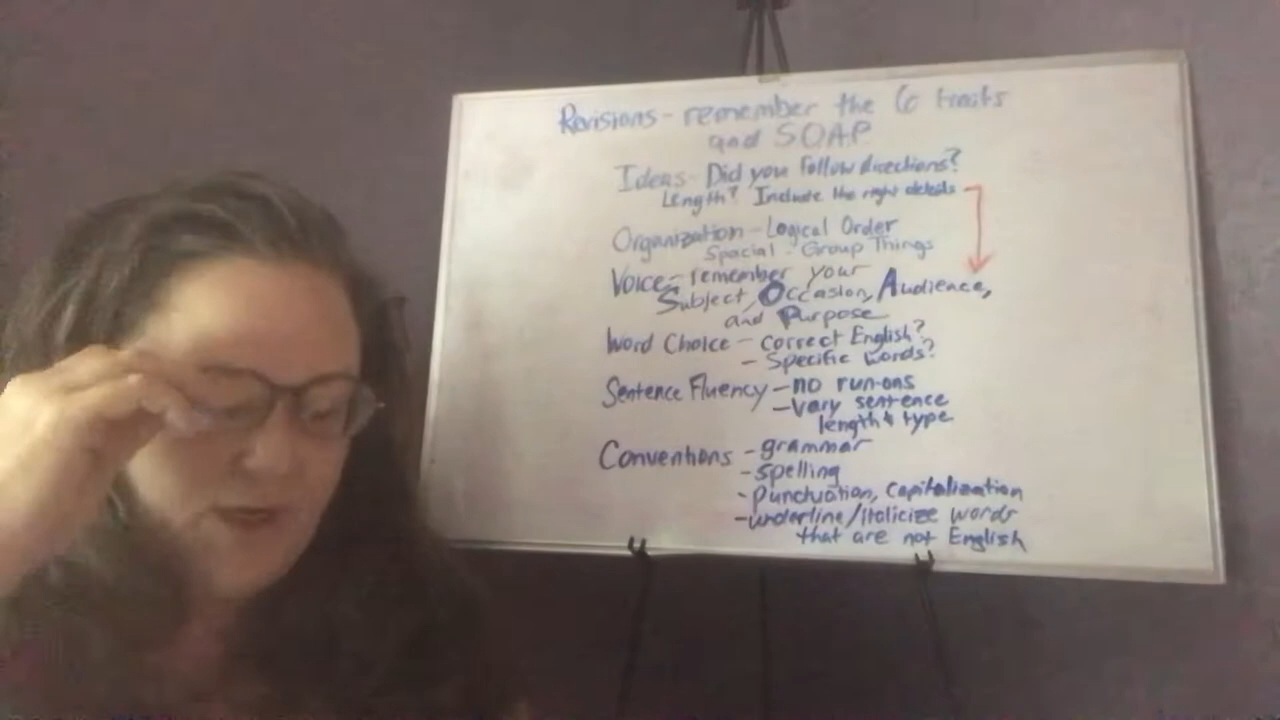 Revisions - remember the 6 traits
and SOAP
Ideas - Did you follow directions?
Length? Include the right details
Organization - Logical Order
Spacial - Group Things
Voice - remember your
Subject, Occasion, Audience,
and Purpose
Word Choice - correct English?
- Specific words?
Sentence Fluency - no run-ons
- Vary sentence
length & type
Conventions - grammar
- spelling
- Punctuation, Capitalization
- underline/italicize words
that are not English